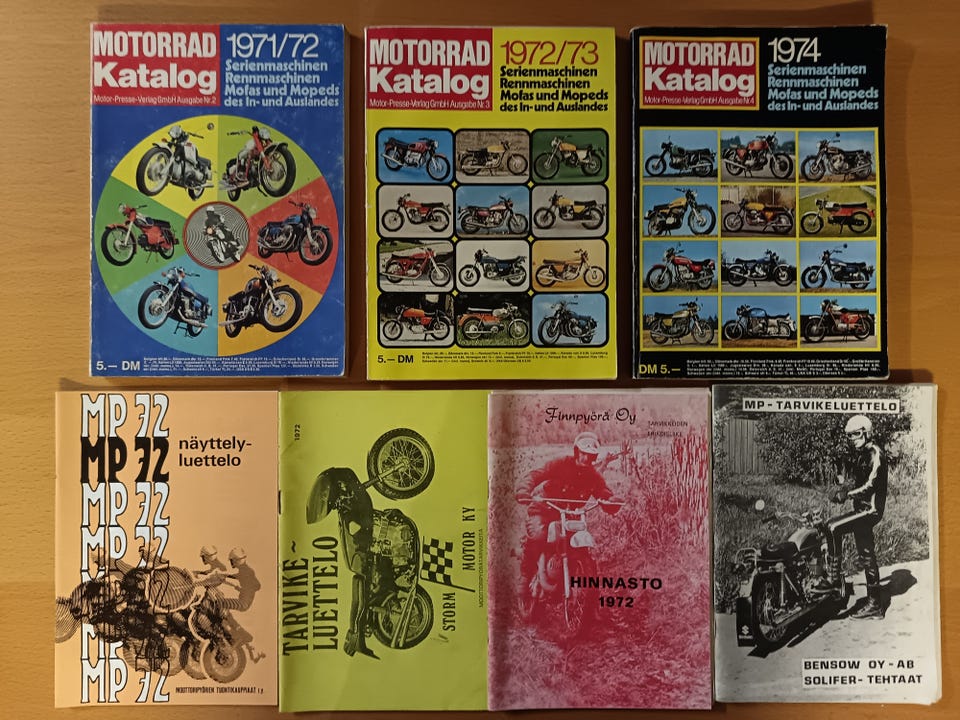 MOTORRAD
Katalog
1971/72
Serienmaschinen
Rennmaschinen
Mofas und Mopeds
des In- und Auslandes
Motor-Presse-Verlag GmbH Ausgabe Nr. 2
5.— DM
MOTORRAD
Katalog
1972/73
Serienmaschinen
Rennmaschinen
Mofas und Mopeds
des In- und Auslandes
Motor-Presse-Verlag GmbH Ausgabe Nr. 3
5.— DM
MOTORRAD
Katalog
1974
Serienmaschinen
Rennmaschinen
Mofas und Mopeds
des In- und Auslandes
Motor-Presse-Verlag GmbH Ausgabe Nr. 4
DM 5.—
MP 72
MP 72
MP 72
MP 72
MP 72
näyttely-
luettelo
MOOTTORIPYÖRIEN TUONTIKAUPPIAAT r.y.
1972
TARVIKE~
LUETTELO
STORM
MOTOR KY
MOOTTORIPYÖRÄTARVIKKEITA
Finnpyörä Oy
TARVIKKEIDEN
ERIKOISLIIKE
HINNASTO
1972
MP-TARVIKELUETTELO
SUZUKI
BENSOW OY-AB
SOLIFER-TEHTAAT